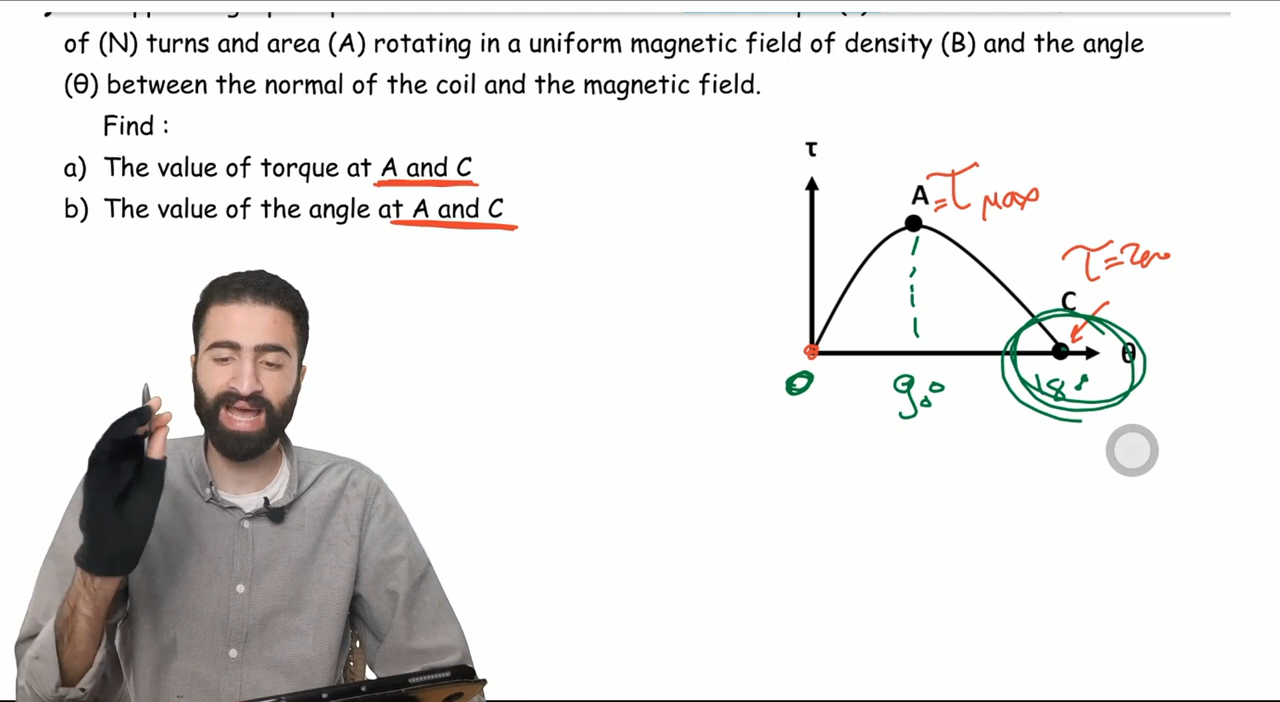 of (N) turns and area (A) rotating in a uniform magnetic field of density (B) and the angle
(θ) between the normal of the coil and the magnetic field.
Find :
a) The value of torque at A and C
b) The value of the angle at A and C
τ
A = τ max
τ = zero
C
θ
0
90°